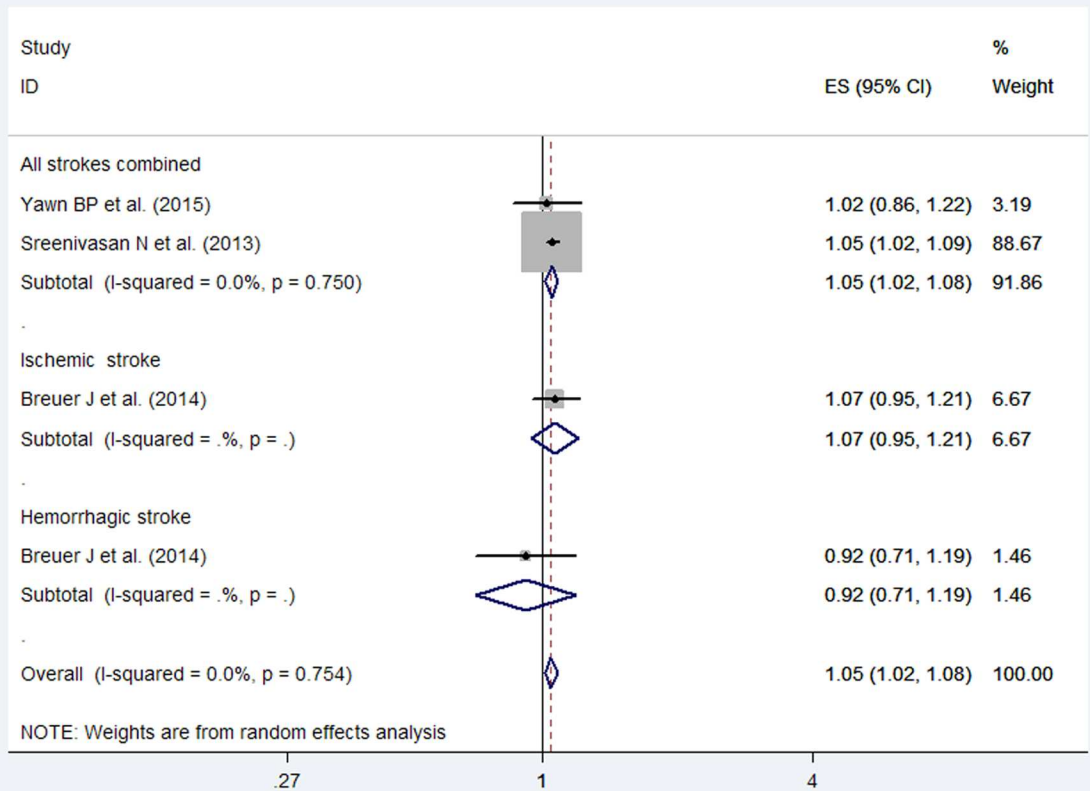 Study %
ID ES (95% CI) Weight
All strokes combined
Yawn BP et al. (2015) 1.02 (0.86, 1.22) 3.19
Sreenivasan N et al. (2013) 1.05 (1.02, 1.09) 88.67
Subtotal (I-squared = 0.0%, p = 0.750) 1.05 (1.02, 1.08) 91.86
.
Ischemic stroke
Breuer J et al. (2014) 1.07 (0.95, 1.21) 6.67
Subtotal (I-squared = .%, p = .) 1.07 (0.95, 1.21) 6.67
.
Hemorrhagic stroke
Breuer J et al. (2014) 0.92 (0.71, 1.19) 1.46
Subtotal (I-squared = .%, p = .) 0.92 (0.71, 1.19) 1.46
.
Overall (I-squared = 0.0%, p = 0.754) 1.05 (1.02, 1.08) 100.00
NOTE: Weights are from random effects analysis
.27 1 4